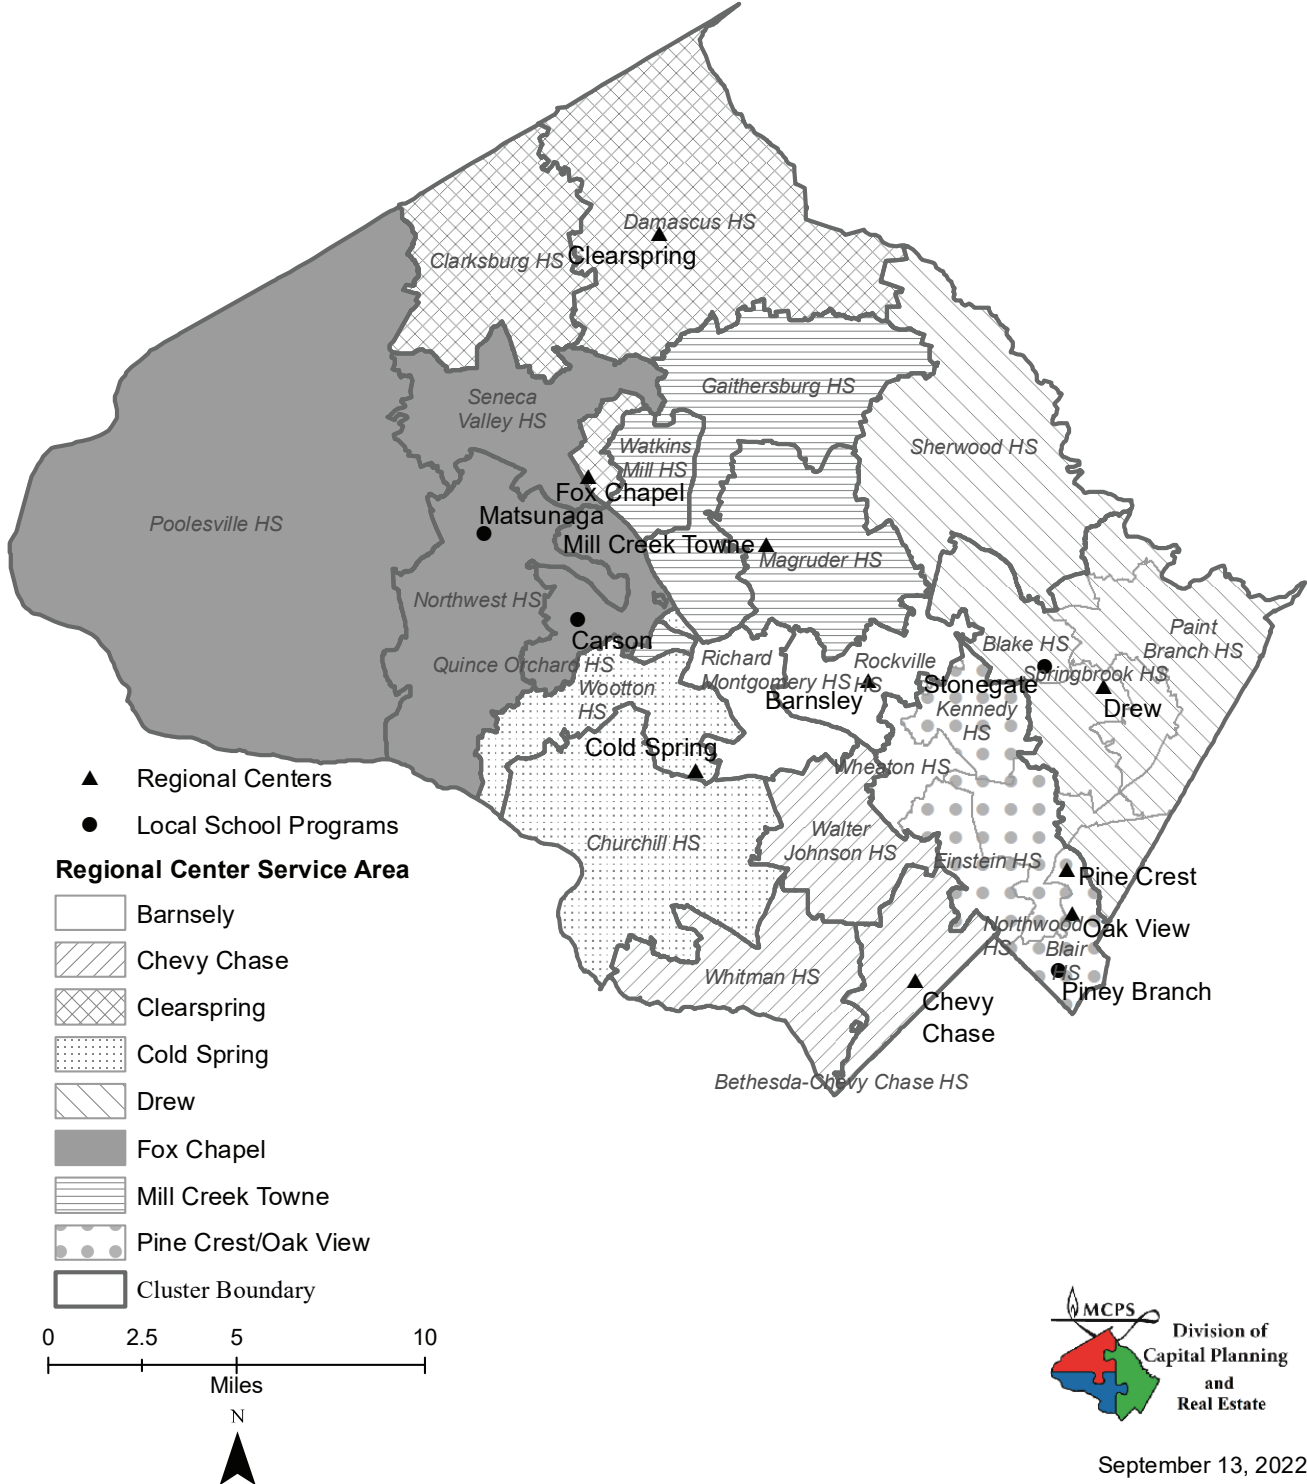 Damascus HS
Clarksburg HS
Clearspring
Gaithersburg HS
Seneca
Valley HS
Watkins
Mill HS
Sherwood HS
Fox Chapel
Matsunaga
Poolesville HS
Mill Creek Towne
Magruder HS
Northwest HS
Carson
Quince Orchard HS
Wootton
HS
Richard
Montgomery HS
Rockville
HS
Barnsley
Blake HS
Paint
Branch HS
Springbrook HS
Stonegate
Drew
Kennedy
HS
Cold Spring
Wheaton HS
Churchill HS
Walter
Johnson HS
Einstein HS
Pine Crest
Oak View
Northwood
HS
Blair
HS
Piney Branch
Whitman HS
Chevy
Chase
Bethesda-Chevy Chase HS
Regional Centers
Local School Programs
Regional Center Service Area
Barnsely
Chevy Chase
Clearspring
Cold Spring
Drew
Fox Chapel
Mill Creek Towne
Pine Crest/Oak View
Cluster Boundary
0 2.5 5 10
Miles
N
MCPS
Division of
Capital Planning
and
Real Estate
September 13, 2022